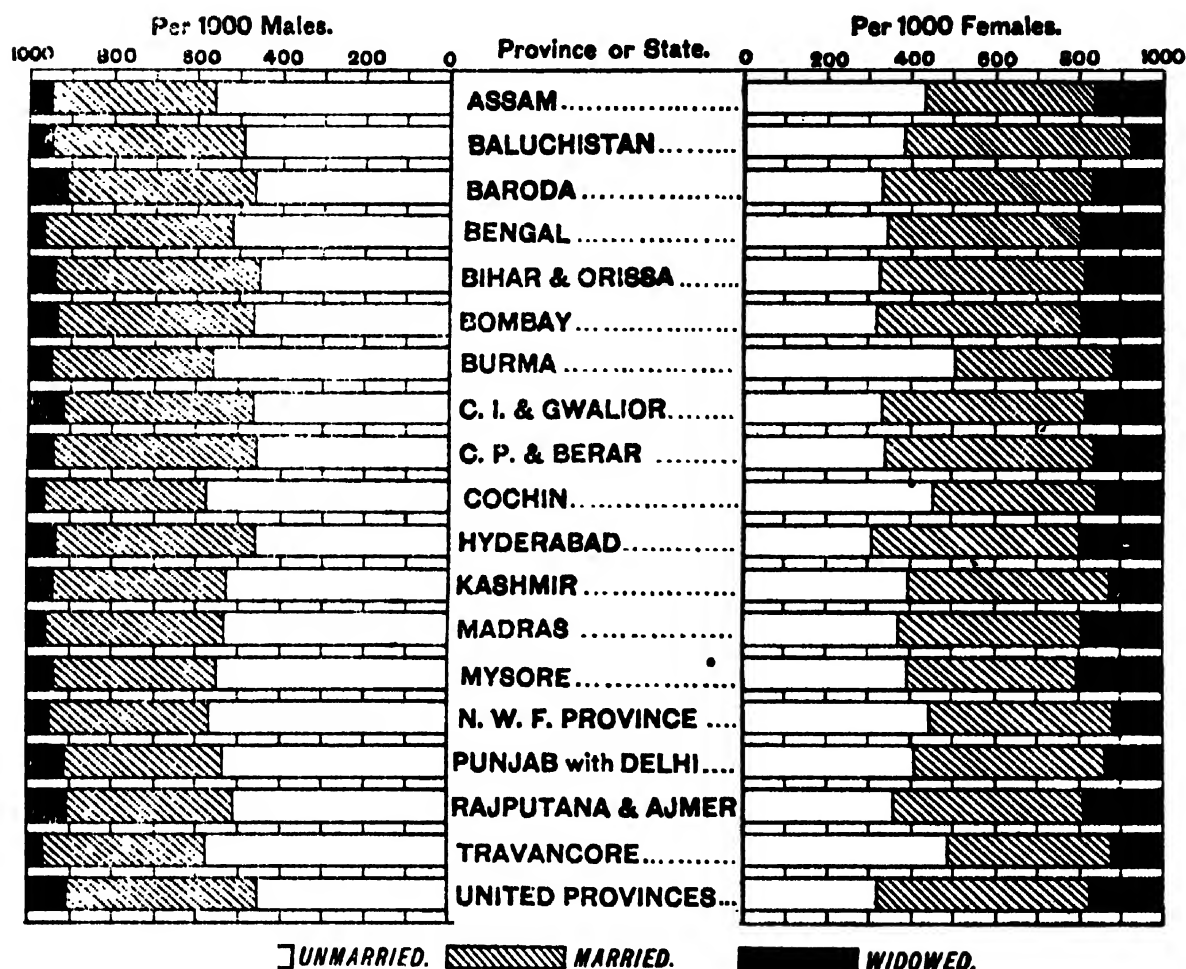 Per 1000 Males.
Province or State.
Per 1000 Females.
1000 800 600 400 200 0
0 200 400 600 800 1000
ASSAM....................
BALUCHISTAN.........
BARODA..................
BENGAL.................
BIHAR & ORISSA.......
BOMBAY.................
BURMA...................
C. I. & GWALIOR........
C. P. & BERAR.........
COCHIN..................
HYDERABAD............
KASHMIR................
MADRAS................
MYSORE.................
N. W. F. PROVINCE....
PUNJAB with DELHI....
RAJPUTANA & AJMER
TRAVANCORE...........
UNITED PROVINCES...
UNMARRIED. MARRIED. WIDOWED.